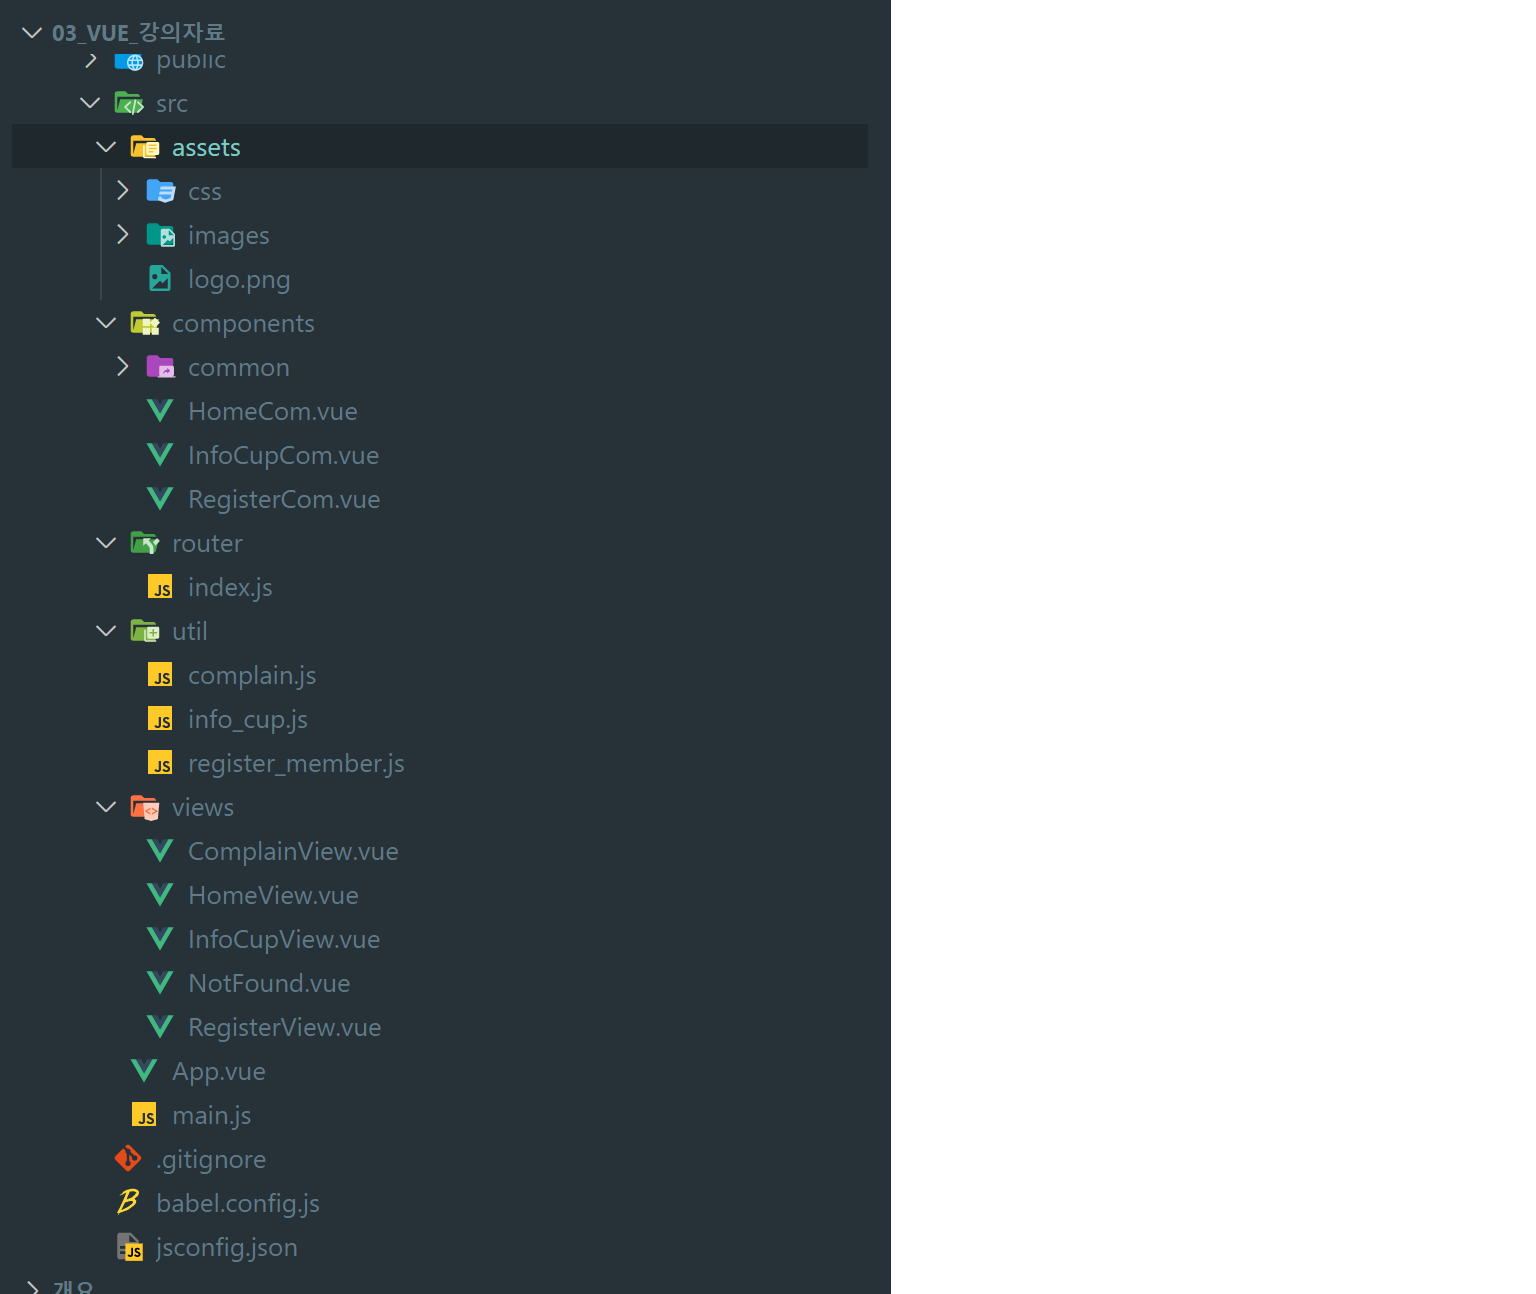 03_VUE_강의자료
public
src
assets
css
images
logo.png
components
common
HomeCom.vue
InfoCupCom.vue
RegisterCom.vue
router
index.js
util
complain.js
info_cup.js
register_member.js
views
ComplainView.vue
HomeView.vue
InfoCupView.vue
NotFound.vue
RegisterView.vue
App.vue
main.js
.gitignore
babel.config.js
jsconfig.json
개요